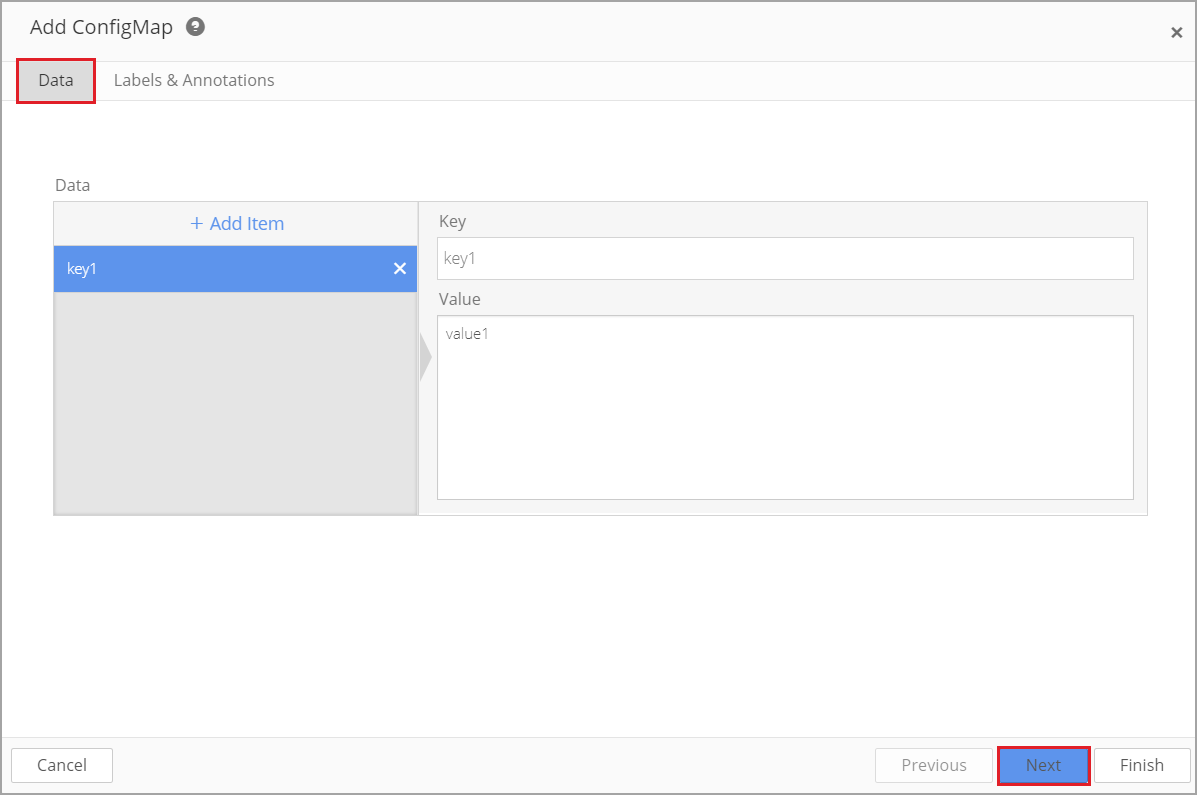 Add ConfigMap ?
Data Labels & Annotations
Data
+ Add Item
key1
Key
key1
Value
value1
Cancel Previous Next Finish